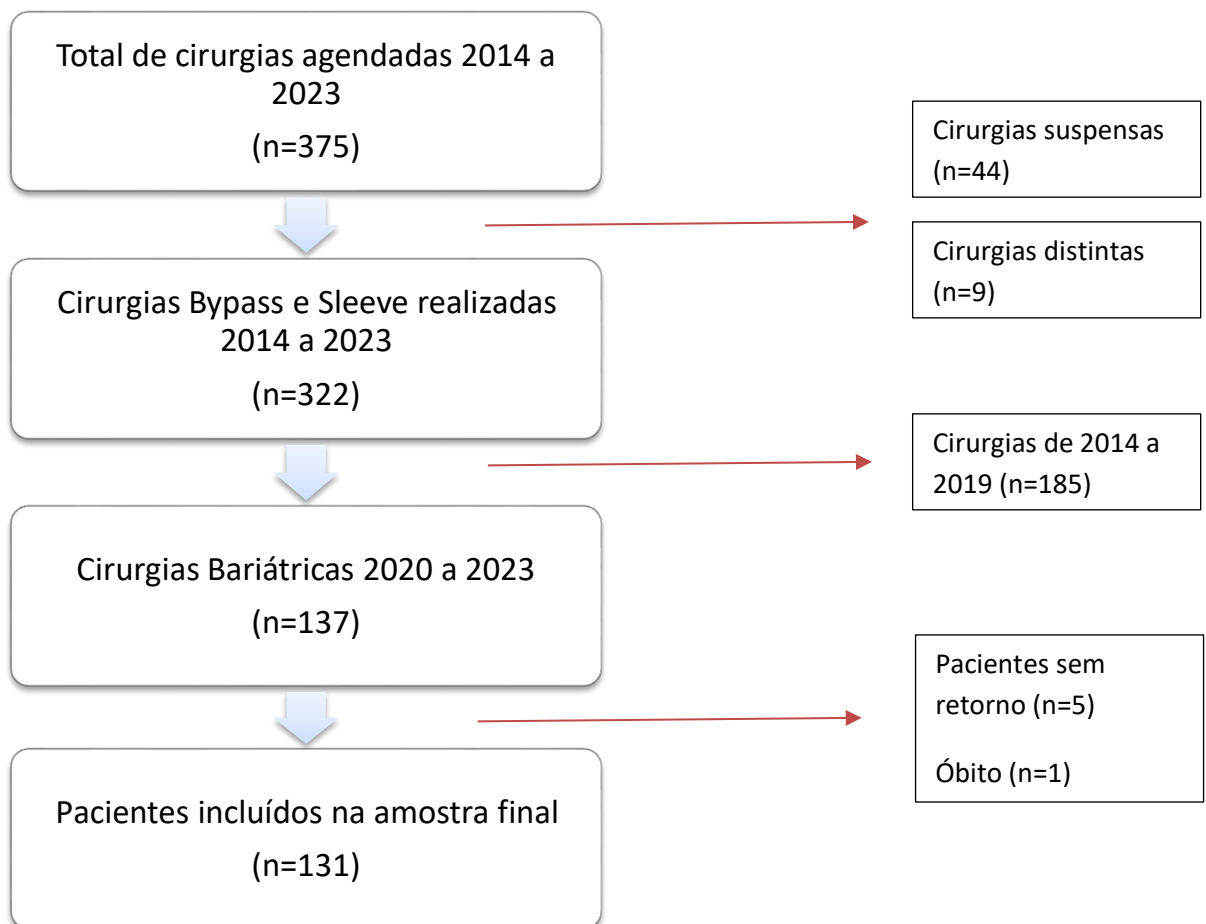 Total de cirurgias agendadas 2014 a
2023
(n=375)
Cirurgias suspensas
(n=44)
Cirurgias distintas
(n=9)
Cirurgias Bypass e Sleeve realizadas
2014 a 2023
(n=322)
Cirurgias de 2014 a
2019 (n=185)
Cirurgias Bariátricas 2020 a 2023
(n=137)
Pacientes sem
retorno (n=5)
Óbito (n=1)
Pacientes incluídos na amostra final
(n=131)